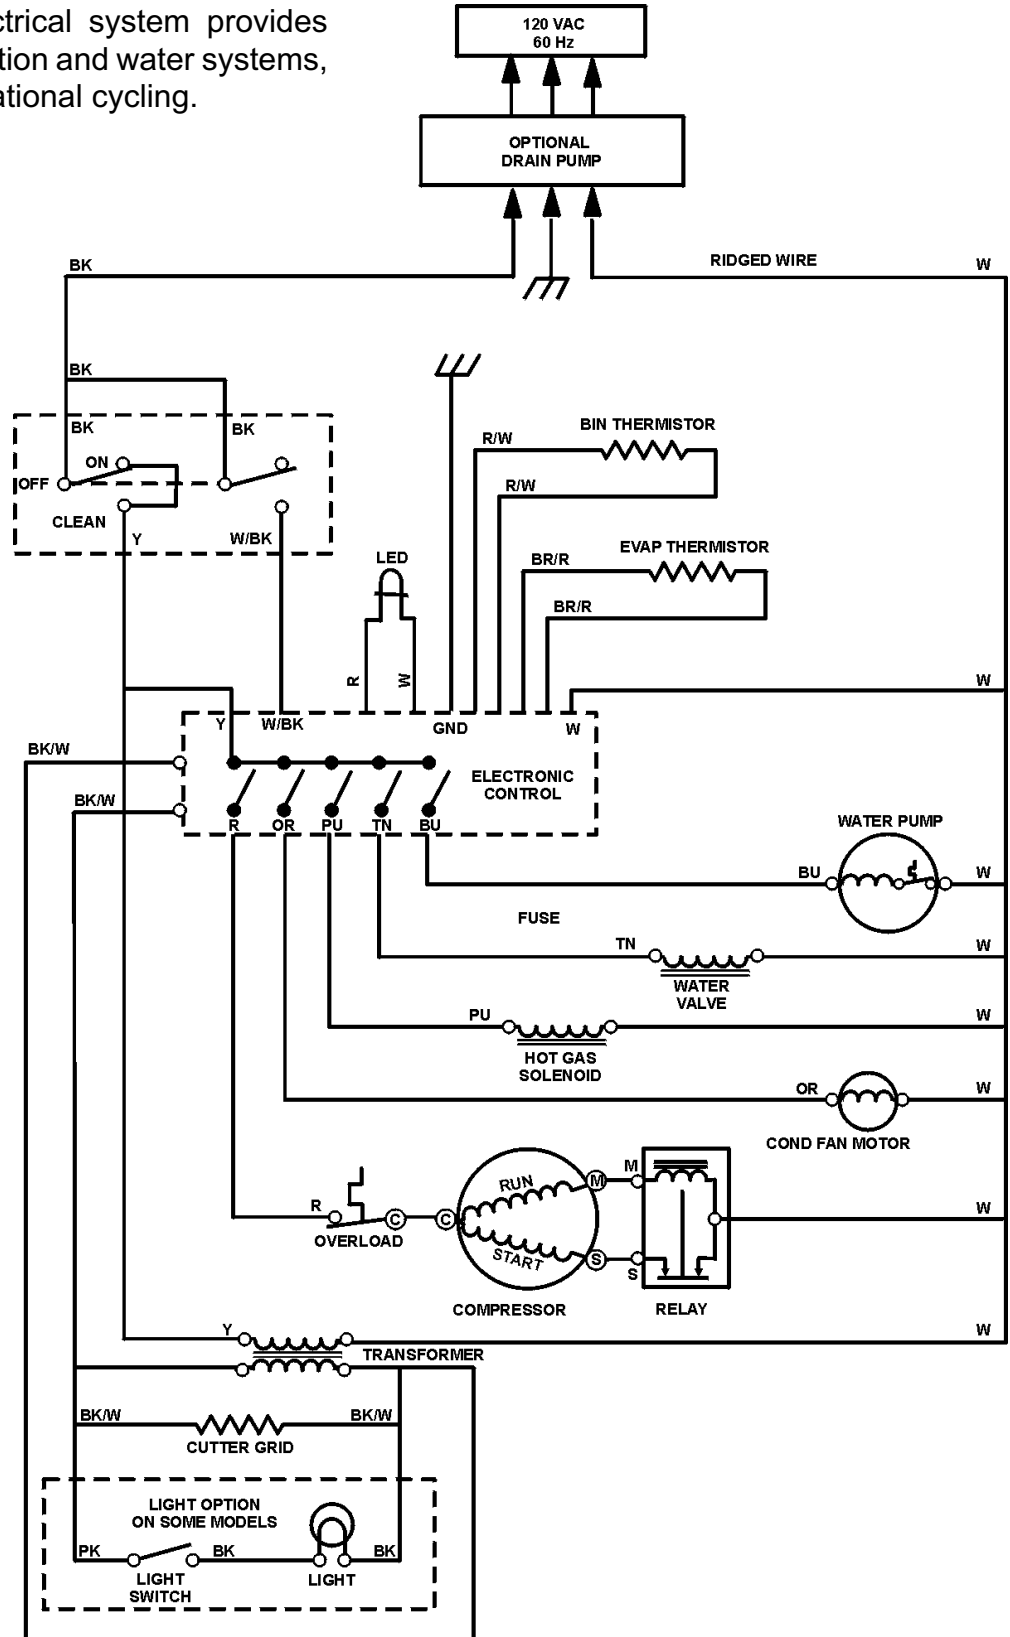 ctrical system provides
tion and water systems,
ational cycling.
120 VAC
60 Hz
OPTIONAL
DRAIN PUMP
BK
RIDGED WIRE
W
BK
BK
BK
ON
OFF
CLEAN
Y
W/BK
BIN THERMISTOR
R/W
R/W
EVAP THERMISTOR
BR/R
BR/R
LED
R
W
W
Y
W/BK
GND
W
BK/W
ELECTRONIC
CONTROL
BK/W
R
OR
PU
TN
BU
WATER PUMP
BU
W
FUSE
TN
W
WATER
VALVE
PU
W
HOT GAS
SOLENOID
OR
W
COND FAN MOTOR
RUN
M
M
R
C
C
W
OVERLOAD
START
S
S
COMPRESSOR
RELAY
Y
W
TRANSFORMER
BK/W
BK/W
CUTTER GRID
LIGHT OPTION
ON SOME MODELS
PK
BK
BK
LIGHT
SWITCH
LIGHT